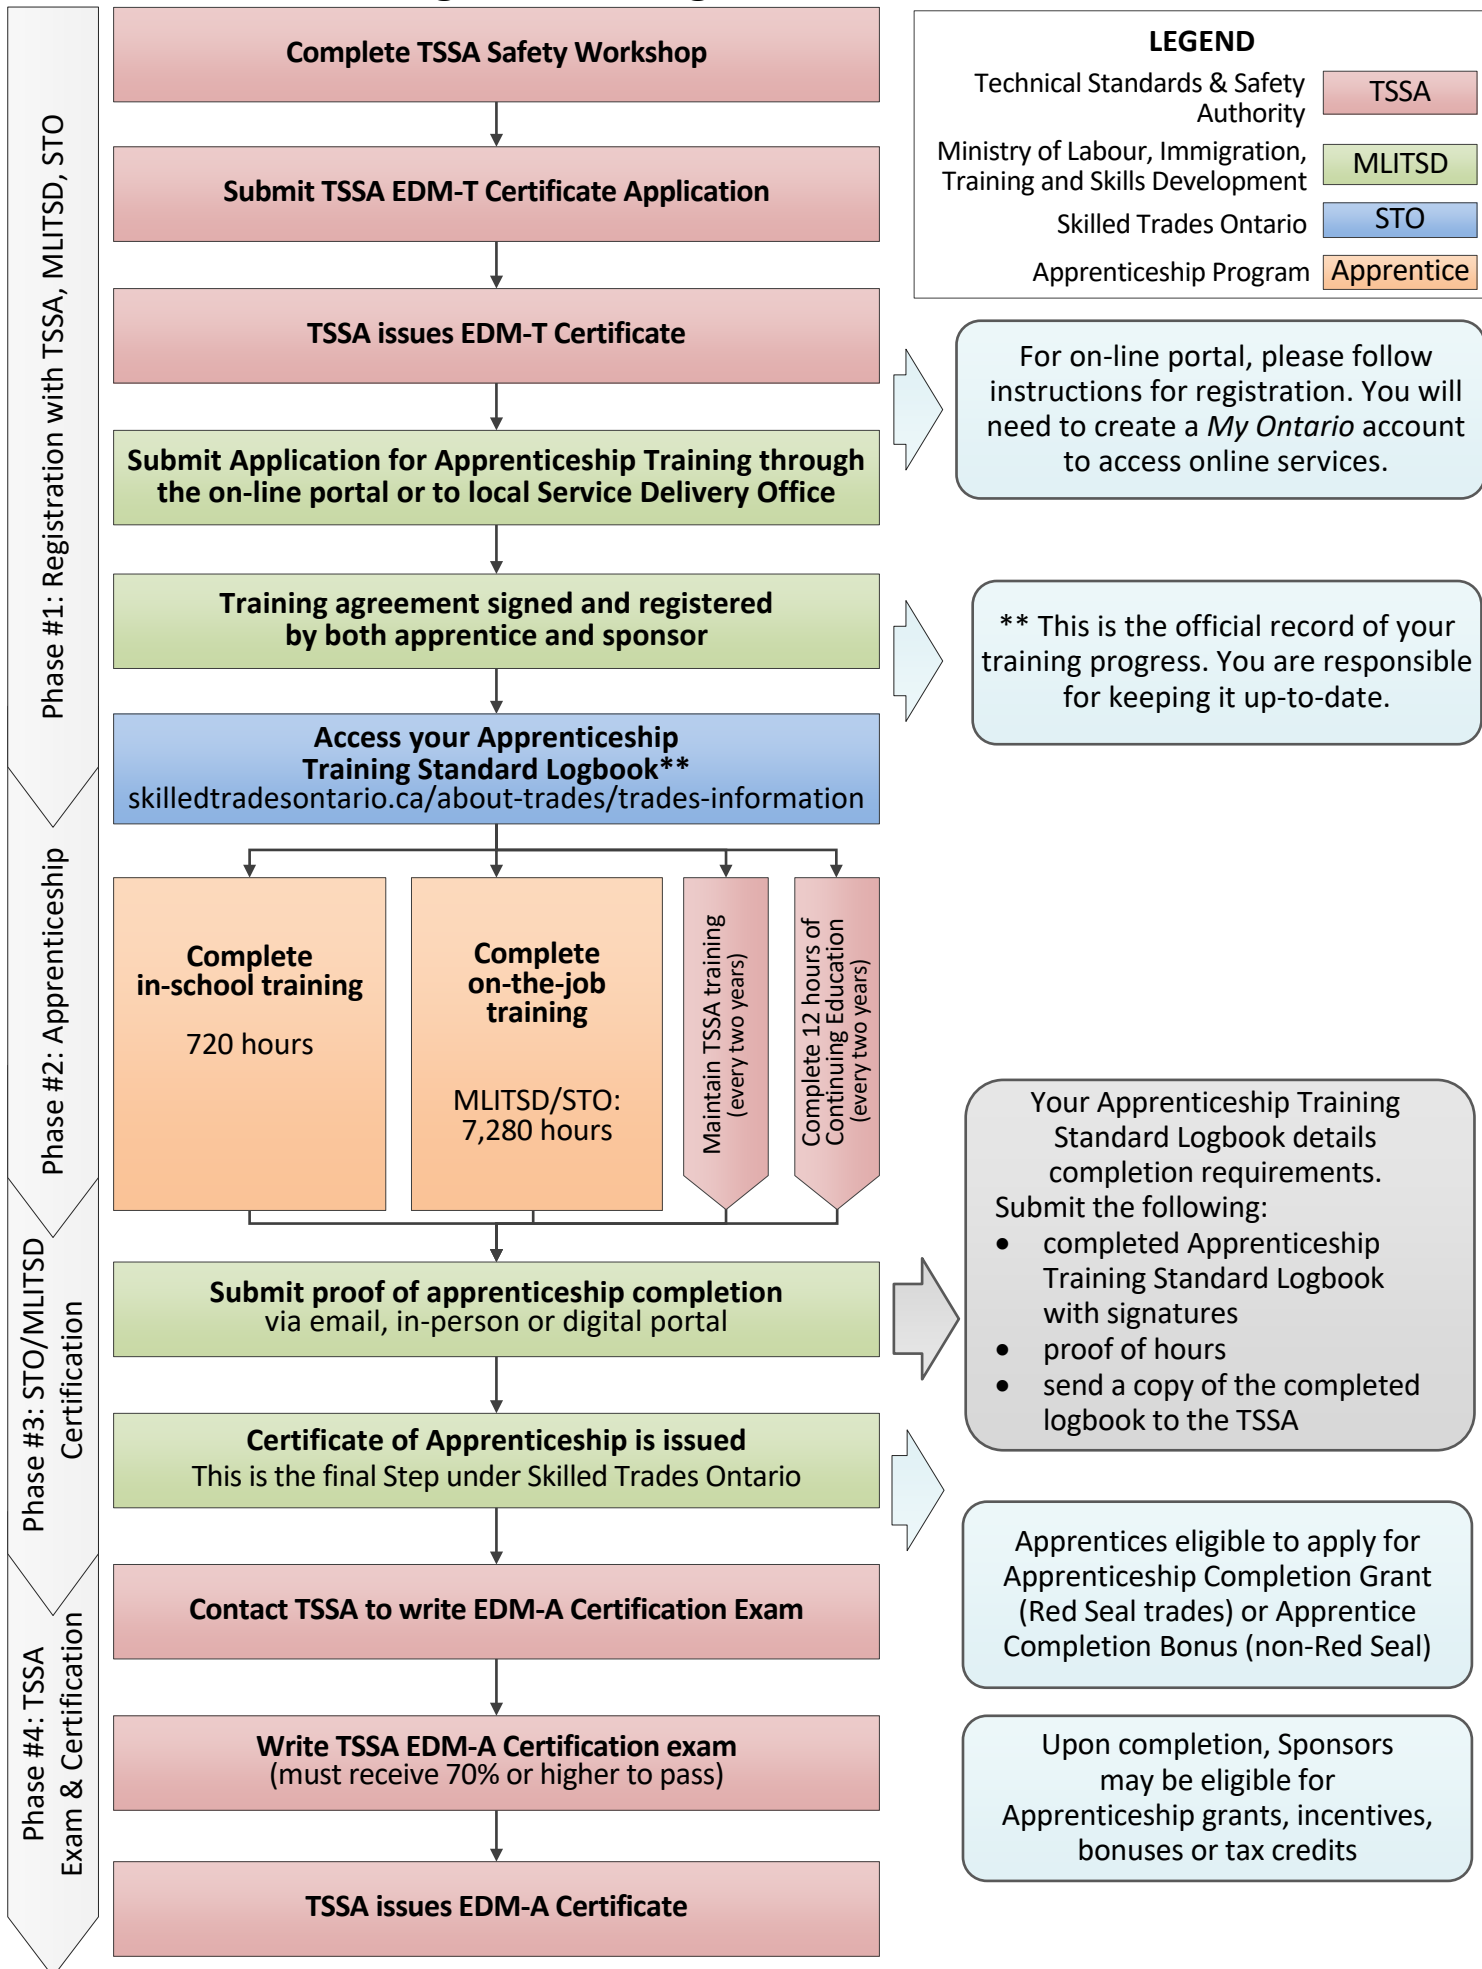 Complete TSSA Safety Workshop
Submit TSSA EDM-T Certificate Application
TSSA issues EDM-T Certificate
Submit Application for Apprenticeship Training through
the on-line portal or to local Service Delivery Office
Training agreement signed and registered
by both apprentice and sponsor
Access your Apprenticeship
Training Standard Logbook**
skilledtradesontario.ca/about-trades/trades-information
Complete
in-school training
720 hours
Complete
on-the-job
training
MLITSD/STO:
7,280 hours
Maintain TSSA training
(every two years)
Complete 12 hours of
Continuing Education
(every two years)
Submit proof of apprenticeship completion
via email, in-person or digital portal
Certificate of Apprenticeship is issued
This is the final Step under Skilled Trades Ontario
Contact TSSA to write EDM-A Certification Exam
Write TSSA EDM-A Certification exam
(must receive 70% or higher to pass)
TSSA issues EDM-A Certificate
Phase #1: Registration with TSSA, MLITSD, STO
Phase #2: Apprenticeship
Phase #3: STO/MLITSD
Certification
Phase #4: TSSA
Exam & Certification
LEGEND
Technical Standards & Safety
Authority
TSSA
Ministry of Labour, Immigration,
Training and Skills Development
MLITSD
Skilled Trades Ontario
STO
Apprenticeship Program
Apprentice
For on-line portal, please follow
instructions for registration. You will
need to create a My Ontario account
to access online services.
** This is the official record of your
training progress. You are responsible
for keeping it up-to-date.
Your Apprenticeship Training
Standard Logbook details
completion requirements.
Submit the following:
• completed Apprenticeship
Training Standard Logbook
with signatures
• proof of hours
• send a copy of the completed
logbook to the TSSA
Apprentices eligible to apply for
Apprenticeship Completion Grant
(Red Seal trades) or Apprentice
Completion Bonus (non-Red Seal)
Upon completion, Sponsors
may be eligible for
Apprenticeship grants, incentives,
bonuses or tax credits